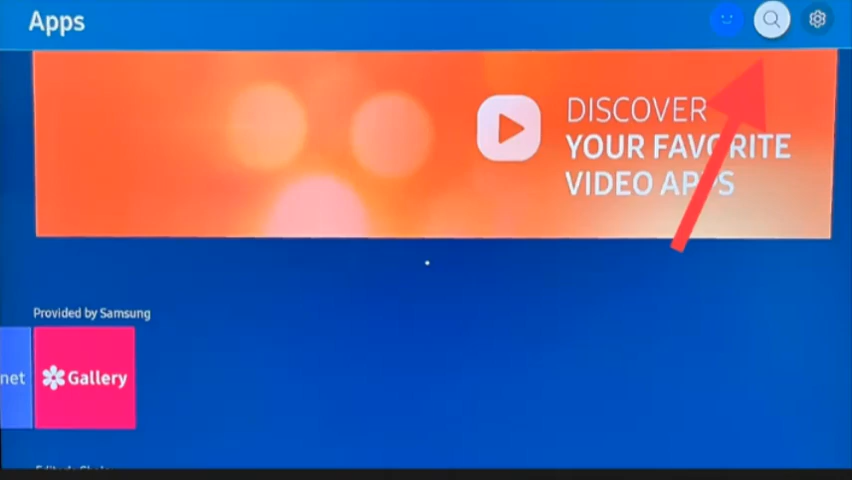 Apps
DISCOVER
YOUR FAVORITE
VIDEO APPS
Provided by Samsung
net
Gallery